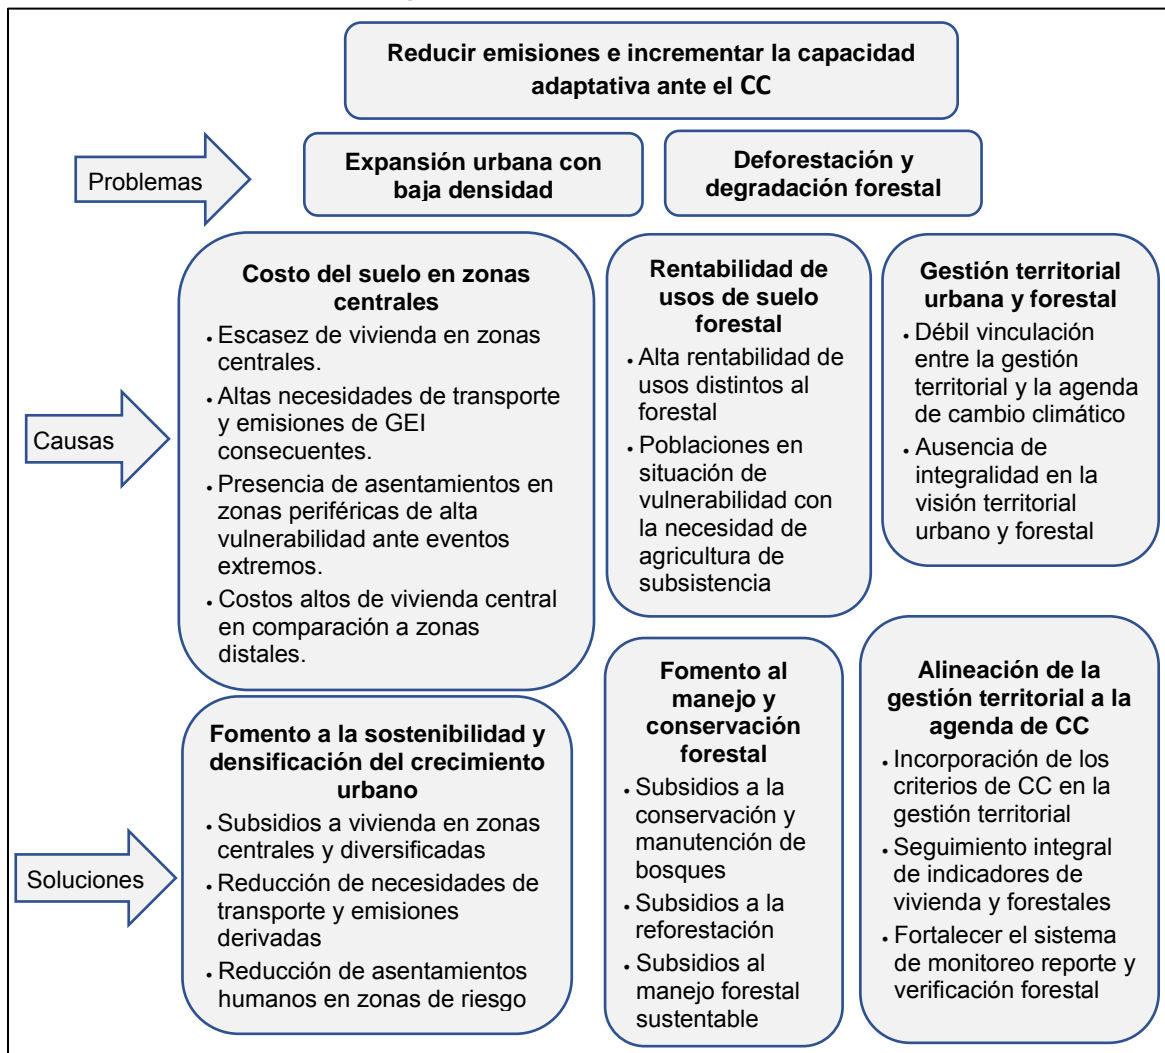 Reducir emisiones e incrementar la capacidad
adaptativa ante el CC
Problemas
Expansión urbana con
baja densidad
Deforestación y
degradación forestal
Causas
Costo del suelo en zonas
centrales
• Escasez de vivienda en zonas
centrales.
• Altas necesidades de transporte
y emisiones de GEI
consecuentes.
• Presencia de asentamientos en
zonas periféricas de alta
vulnerabilidad ante eventos
extremos.
• Costos altos de vivienda central
en comparación a zonas
distales.
Rentabilidad de
usos de suelo
forestal
• Alta rentabilidad de
usos distintos al
forestal
• Poblaciones en
situación de
vulnerabilidad con
la necesidad de
agricultura de
subsistencia
Gestión territorial
urbana y forestal
• Débil vinculación
entre la gestión
territorial y la agenda
de cambio climático
• Ausencia de
integralidad en la
visión territorial
urbano y forestal
Soluciones
Fomento a la sostenibilidad y
densificación del crecimiento
urbano
• Subsidios a vivienda en zonas
centrales y diversificadas
• Reducción de necesidades de
transporte y emisiones
derivadas
• Reducción de asentamientos
humanos en zonas de riesgo
Fomento al
manejo y
conservación
forestal
• Subsidios a la
conservación y
manutención de
bosques
• Subsidios a la
reforestación
• Subsidios al
manejo forestal
sustentable
Alineación de la
gestión territorial a la
agenda de CC
• Incorporación de los
criterios de CC en la
gestión territorial
• Seguimiento integral
de indicadores de
vivienda y forestales
• Fortalecer el sistema
de monitoreo reporte y
verificación forestal